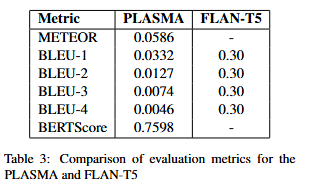 Metric PLASMA FLAN-T5
METEOR 0.0586 -
BLEU-1 0.0332 0.30
BLEU-2 0.0127 0.30
BLEU-3 0.0074 0.30
BLEU-4 0.0046 0.30
BERTScore 0.7598 -
Table 3: Comparison of evaluation metrics for the
PLASMA and FLAN-T5